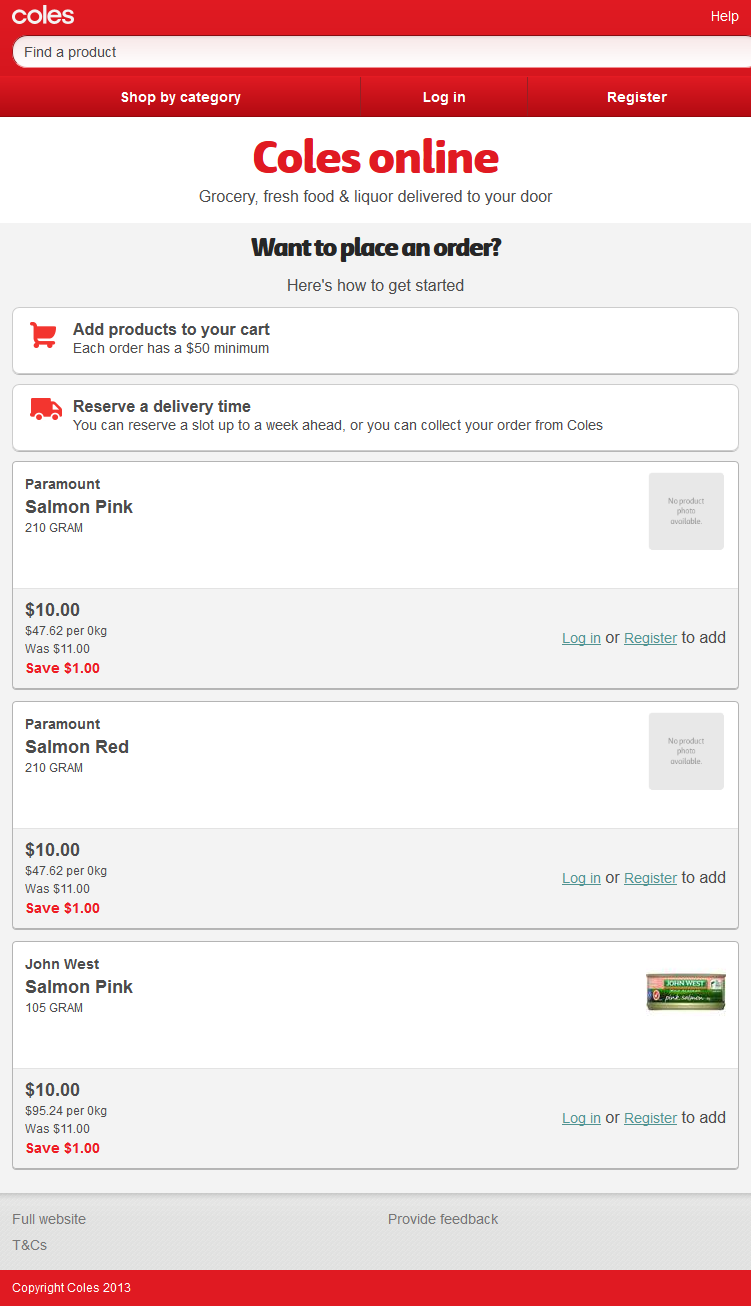 coles
Help
Find a product
Shop by category
Log in
Register
Coles online
Grocery, fresh food & liquor delivered to your door
Want to place an order?
Here's how to get started
Add products to your cart
Each order has a $50 minimum
Reserve a delivery time
You can reserve a slot up to a week ahead, or you can collect your order from Coles
Paramount
Salmon Pink
210 GRAM
No product
photo
available.
$10.00
$47.62 per 0kg
Was $11.00
Save $1.00
Log in or Register to add
Paramount
Salmon Red
210 GRAM
No product
photo
available.
$10.00
$47.62 per 0kg
Was $11.00
Save $1.00
Log in or Register to add
John West
Salmon Pink
105 GRAM
JOHN WEST
pink salmon
$10.00
$95.24 per 0kg
Was $11.00
Save $1.00
Log in or Register to add
Full website
Provide feedback
T&Cs
Copyright Coles 2013